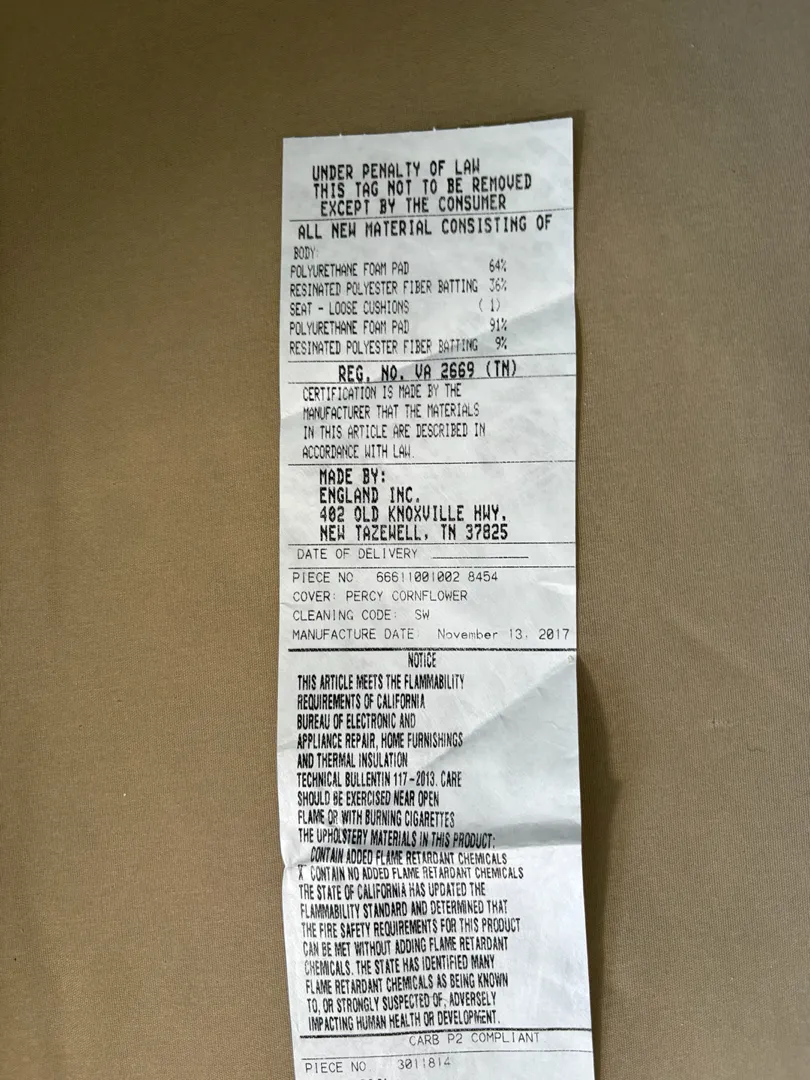 UNDER PENALTY OF LAW
THIS TAG NOT TO BE REMOVED
EXCEPT BY THE CONSUMER
ALL NEW MATERIAL CONSISTING OF
BODY:
POLYURETHANE FOAM PAD 64%
RESINATED POLYESTER FIBER BATTING 36%
SEAT - LOOSE CUSHIONS ( 1)
POLYURETHANE FOAM PAD 91%
RESINATED POLYESTER FIBER BATTING 9%
REG. NO. VA 2669 (TN)
CERTIFICATION IS MADE BY THE
MANUFACTURER THAT THE MATERIALS
IN THIS ARTICLE ARE DESCRIBED IN
ACCORDANCE WITH LAW.
MADE BY:
ENGLAND INC.
402 OLD KNOXVILLE HWY.
NEW TAZEWELL, TN 37825
DATE OF DELIVERY
PIECE NO 66611001002 8454
COVER: PERCY CORNFLOWER
CLEANING CODE: SW
MANUFACTURE DATE: November 13, 2017
NOTICE
THIS ARTICLE MEETS THE FLAMMABILITY
REQUIREMENTS OF CALIFORNIA
BUREAU OF ELECTRONIC AND
APPLIANCE REPAIR, HOME FURNISHINGS
AND THERMAL INSULATION
TECHNICAL BULLENTIN 117-2013. CARE
SHOULD BE EXERCISED NEAR OPEN
FLAME OR WITH BURNING CIGARETTES
THE UPHOLSTERY MATERIALS IN THIS PRODUCT:
CONTAIN ADDED FLAME RETARDANT CHEMICALS
X CONTAIN NO ADDED FLAME RETARDANT CHEMICALS
THE STATE OF CALIFORNIA HAS UPDATED THE
FLAMMABILITY STANDARD AND DETERMINED THAT
THE FIRE SAFETY REQUIREMENTS FOR THIS PRODUCT
CAN BE MET WITHOUT ADDING FLAME RETARDANT
CHEMICALS. THE STATE HAS IDENTIFIED MANY
FLAME RETARDANT CHEMICALS AS BEING KNOWN
TO, OR STRONGLY SUSPECTED OF, ADVERSELY
IMPACTING HUMAN HEALTH OR DEVELOPMENT.
CARB P2 COMPLIANT
PIECE NO 3011814